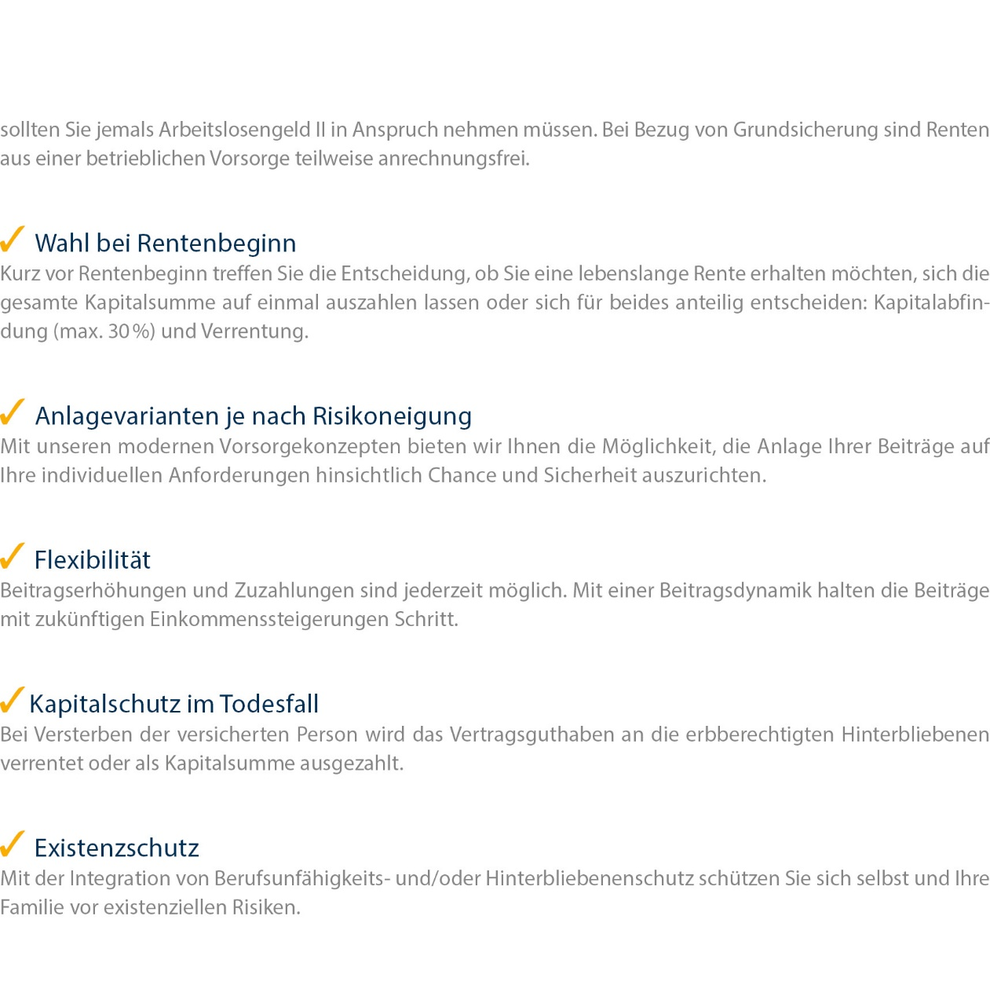 sollten Sie jemals Arbeitslosengeld II in Anspruch nehmen müssen. Bei Bezug von Grundsicherung sind Renten
aus einer betrieblichen Vorsorge teilweise anrechnungsfrei.
✓ Wahl bei Rentenbeginn
Kurz vor Rentenbeginn treffen Sie die Entscheidung, ob Sie eine lebenslange Rente erhalten möchten, sich die
gesamte Kapitalsumme auf einmal auszahlen lassen oder sich für beides anteilig entscheiden: Kapitalabfin-
dung (max. 30 %) und Verrentung.
✓ Anlagevarianten je nach Risikoneigung
Mit unseren modernen Vorsorgekonzepten bieten wir Ihnen die Möglichkeit, die Anlage Ihrer Beiträge auf
Ihre individuellen Anforderungen hinsichtlich Chance und Sicherheit auszurichten.
✓ Flexibilität
Beitragserhöhungen und Zuzahlungen sind jederzeit möglich. Mit einer Beitragsdynamik halten die Beiträge
mit zukünftigen Einkommenssteigerungen Schritt.
✓ Kapitalschutz im Todesfall
Bei Versterben der versicherten Person wird das Vertragsguthaben an die erbberechtigten Hinterbliebenen
verrentet oder als Kapitalsumme ausgezahlt.
✓ Existenzschutz
Mit der Integration von Berufsunfähigkeits- und/oder Hinterbliebenenschutz schützen Sie sich selbst und Ihre
Familie vor existenziellen Risiken.